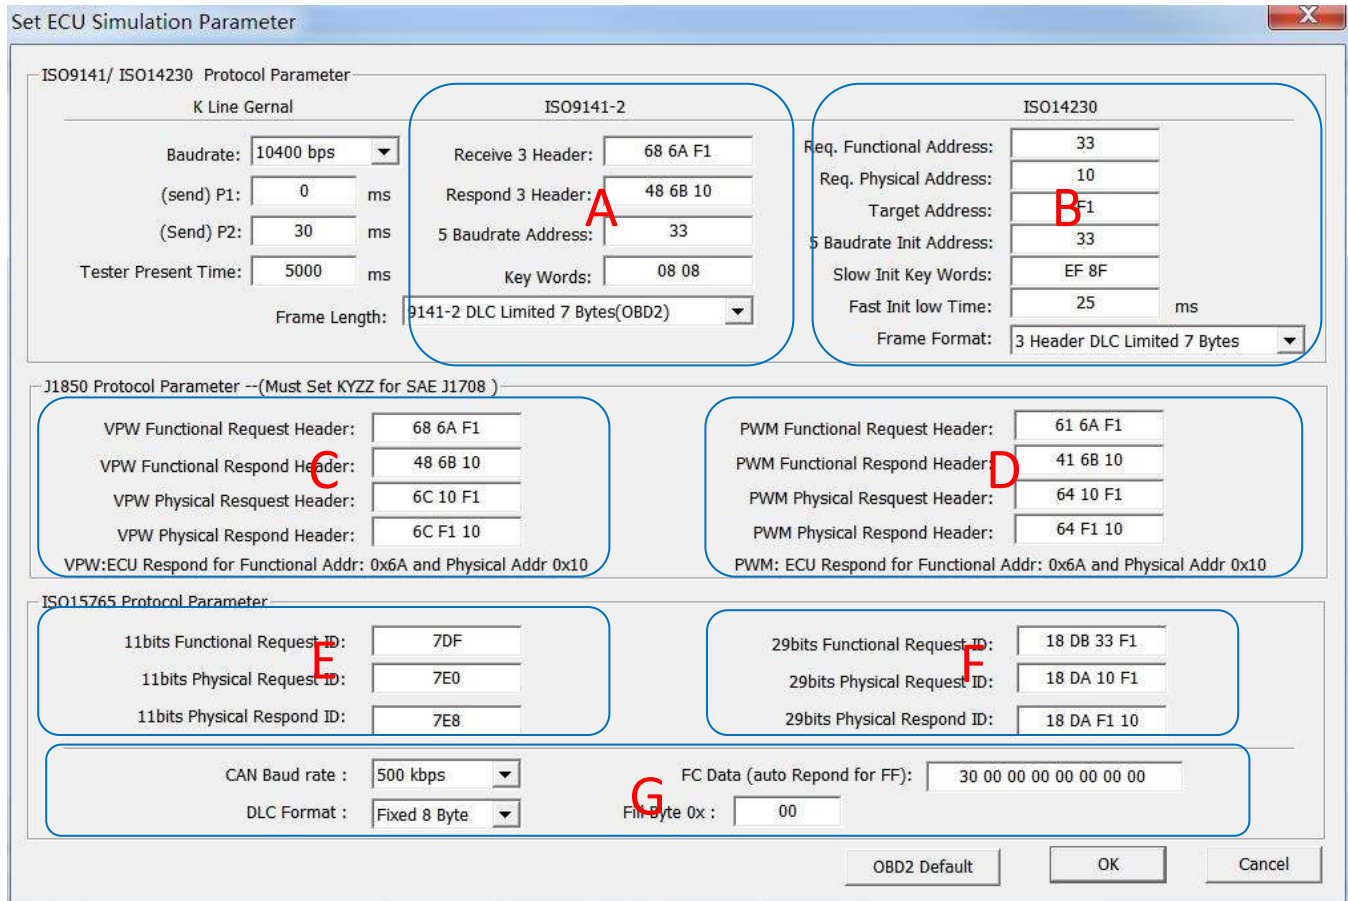 Set ECU Simulation Parameter
X
ISO9141/ ISO14230 Protocol Parameter
K Line Gernal
ISO9141-2
ISO14230
Baudrate: 10400 bps
(send) P1: 0 ms
(Send) P2: 30 ms
Tester Present Time: 5000 ms
Receive 3 Header: 68 6A F1
Respond 3 Header: 48 6B 10
A
5 Baudrate Address: 33
Key Words: 08 08
Frame Length: 9141-2 DLC Limited 7 Bytes(OBD2)
Req. Functional Address: 33
Req. Physical Address: 10
Target Address: F1
B
5 Baudrate Init Address: 33
Slow Init Key Words: EF 8F
Fast Init low Time: 25 ms
Frame Format: 3 Header DLC Limited 7 Bytes
J1850 Protocol Parameter --(Must Set KYZZ for SAE J1708 )
VPW Functional Request Header: 68 6A F1
VPW Functional Respond Header: 48 6B 10
C
VPW Physical Resquest Header: 6C 10 F1
VPW Physical Respond Header: 6C F1 10
VPW:ECU Respond for Functional Addr: 0x6A and Physical Addr 0x10
PWM Functional Request Header: 61 6A F1
PWM Functional Respond Header: 41 6B 10
D
PWM Physical Resquest Header: 64 10 F1
PWM Physical Respond Header: 64 F1 10
PWM: ECU Respond for Functional Addr: 0x6A and Physical Addr 0x10
ISO15765 Protocol Parameter
11bits Functional Request ID: 7DF
E
11bits Physical Request ID: 7E0
11bits Physical Respond ID: 7E8
29bits Functional Request ID: 18 DB 33 F1
F
29bits Physical Request ID: 18 DA 10 F1
29bits Physical Respond ID: 18 DA F1 10
CAN Baud rate : 500 kbps
FC Data (auto Repond for FF): 30 00 00 00 00 00 00 00
G
DLC Format : Fixed 8 Byte
Fill Byte 0x : 00
OBD2 Default
OK
Cancel